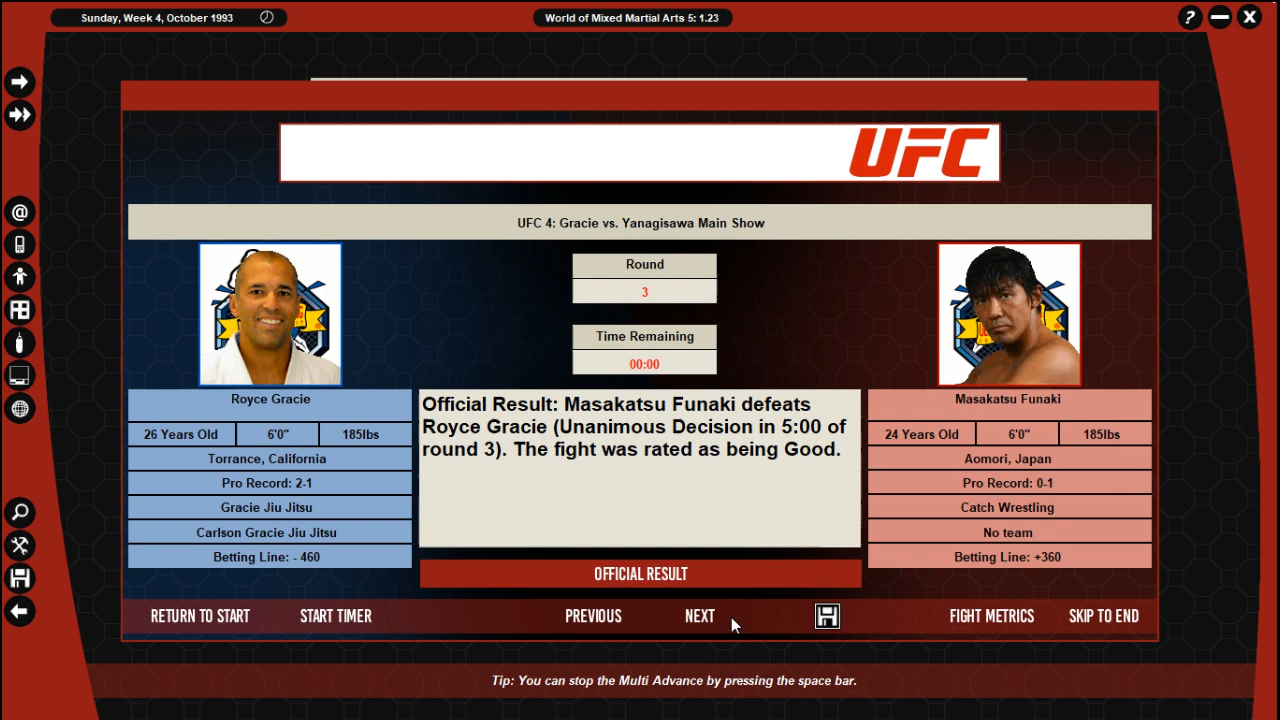 Sunday, Week 4, October 1993
World of Mixed Martial Arts 5: 1.23
?
X
@
UFC
UFC 4: Gracie vs. Yanagisawa Main Show
Round
3
Time Remaining
00:00
Royce Gracie
26 Years Old 6'0" 185lbs
Torrance, California
Pro Record: 2-1
Gracie Jiu Jitsu
Carlson Gracie Jiu Jitsu
Betting Line: - 460
Official Result: Masakatsu Funaki defeats
Royce Gracie (Unanimous Decision in 5:00 of
round 3). The fight was rated as being Good.
OFFICIAL RESULT
Masakatsu Funaki
24 Years Old 6'0" 185lbs
Aomori, Japan
Pro Record: 0-1
Catch Wrestling
No team
Betting Line: +360
RETURN TO START START TIMER PREVIOUS NEXT FIGHT METRICS SKIP TO END
Tip: You can stop the Multi Advance by pressing the space bar.